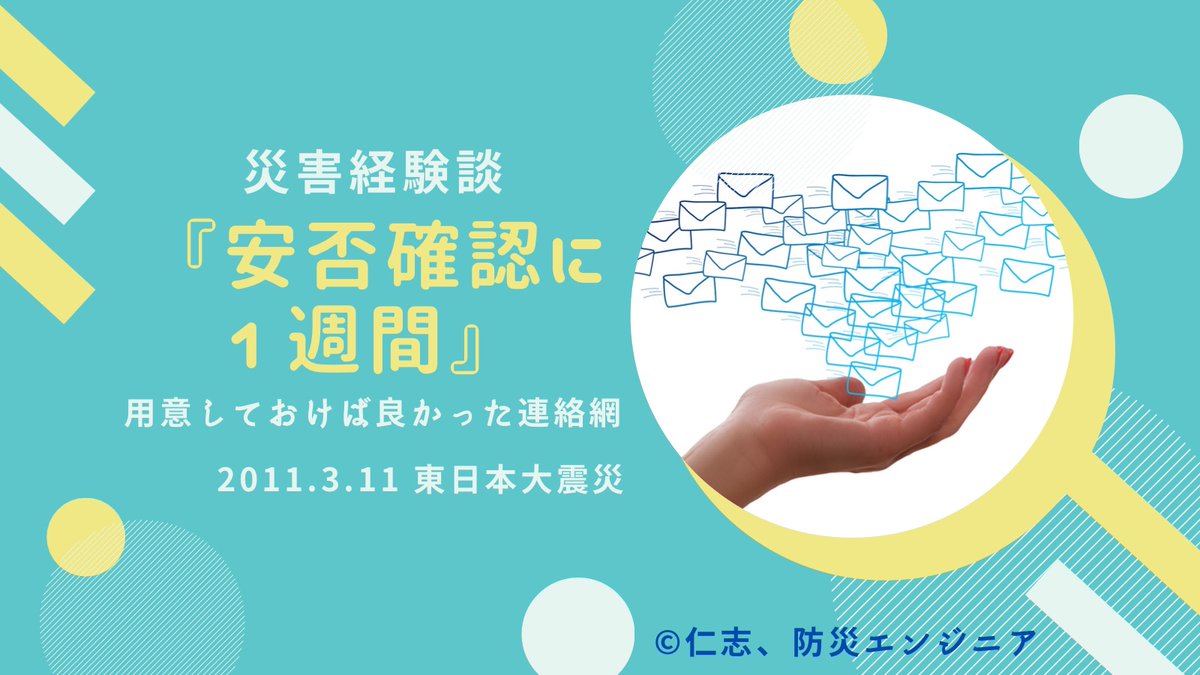 災害経験談
『安否確認に
1週間』
用意しておけば良かった連絡網
2011.3.11 東日本大震災
©仁志、防災エンジニア